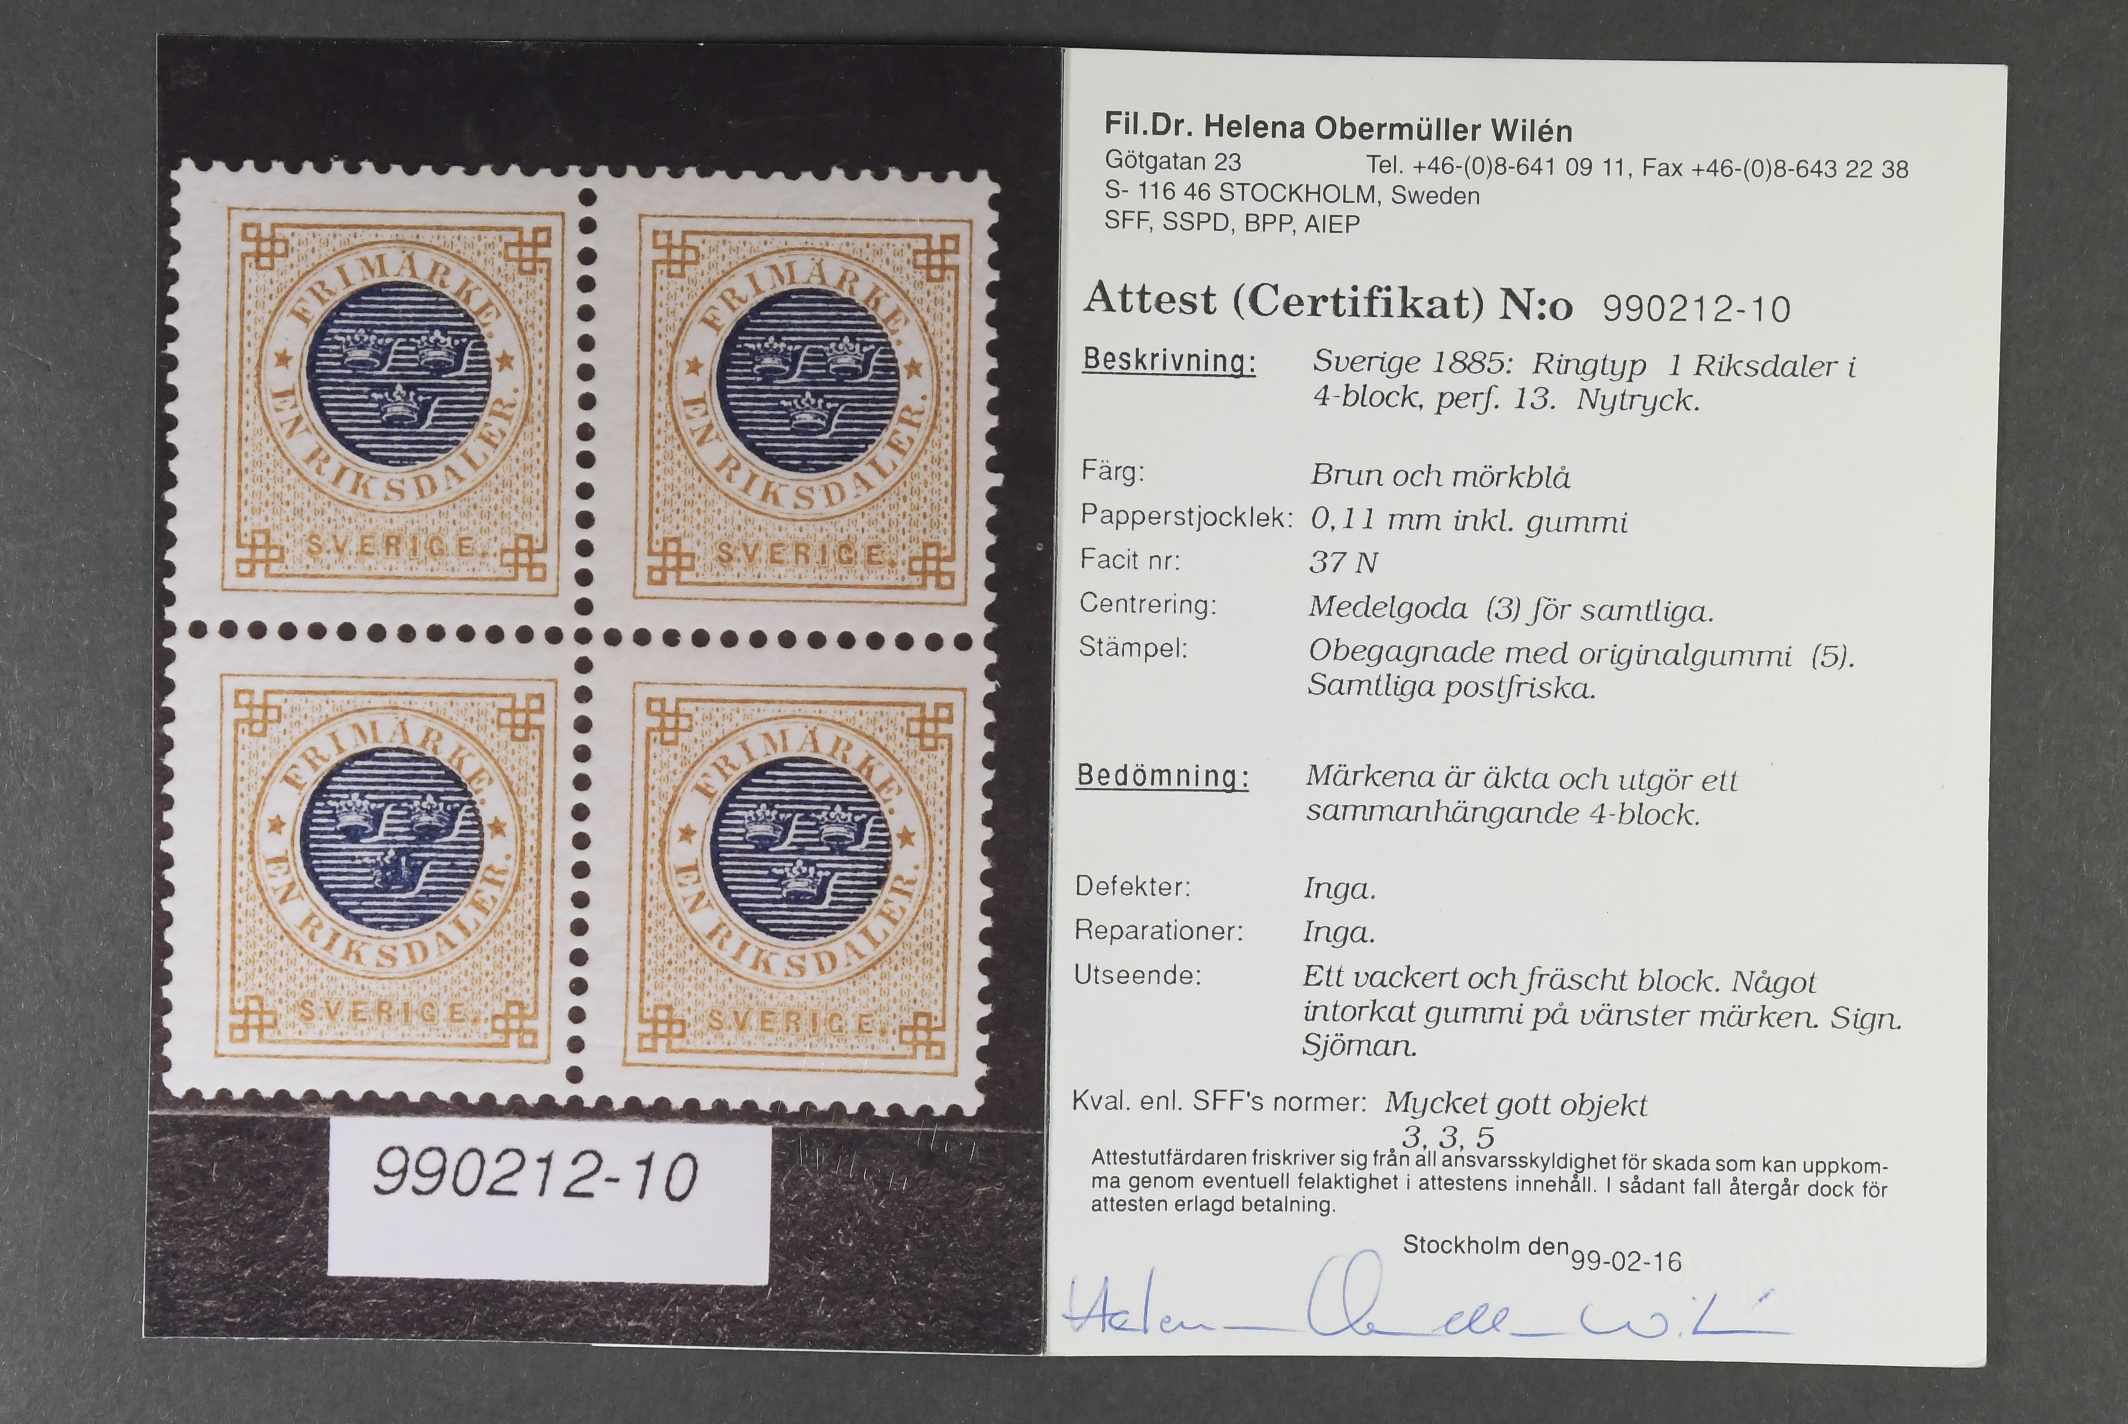 FRIMÄRKE.
EN RIKSDALER.
SVERIGE.
FRIMÄRKE.
EN RIKSDALER.
SVERIGE.
FRIMÄRKE.
EN RIKSDALER.
SVERIGE.
FRIMÄRKE.
EN RIKSDALER.
SVERIGE.
990212-10
Fil.Dr. Helena Obermüller Wilén
Götgatan 23 Tel. +46-(0)8-641 09 11, Fax +46-(0)8-643 22 38
S- 116 46 STOCKHOLM, Sweden
SFF, SSPD, BPP, AIEP
Attest (Certifikat) N:o 990212-10
Beskrivning: Sverige 1885: Ringtyp 1 Riksdaler i
4-block, perf. 13. Nytryck.
Färg: Brun och mörkblå
Papperstjocklek: 0,11 mm inkl. gummi
Facit nr: 37 N
Centrering: Medelgoda (3) för samtliga.
Stämpel: Obegagnade med originalgummi (5).
Samtliga postfriska.
Bedömning: Märkena är äkta och utgör ett
sammanhängande 4-block.
Defekter: Inga.
Reparationer: Inga.
Utseende: Ett vackert och fräscht block. Något
intorkat gummi på vänster märken. Sign.
Sjöman.
Kval. enl. SFF's normer: Mycket gott objekt
3, 3, 5
Attestutfärdaren friskriver sig från all ansvarsskyldighet för skada som kan uppkom-
ma genom eventuell felaktighet i attestens innehåll. I sådant fall återgår dock för
attesten erlagd betalning.
Stockholm den 99-02-16
Helena Obermüller Wilén